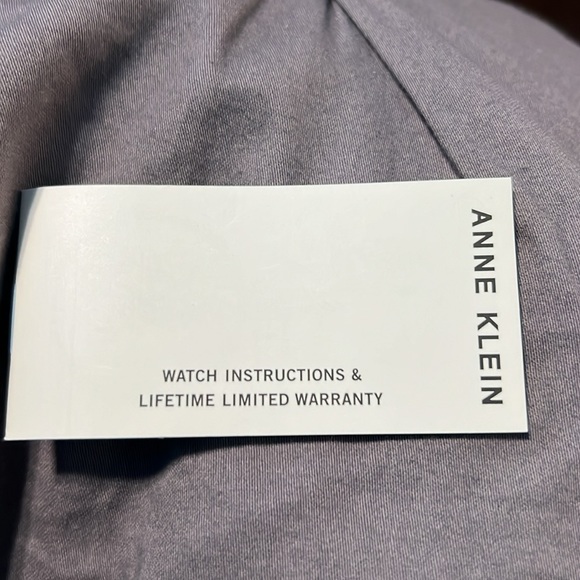 ANNE KLEIN
WATCH INSTRUCTIONS &
LIFETIME LIMITED WARRANTY